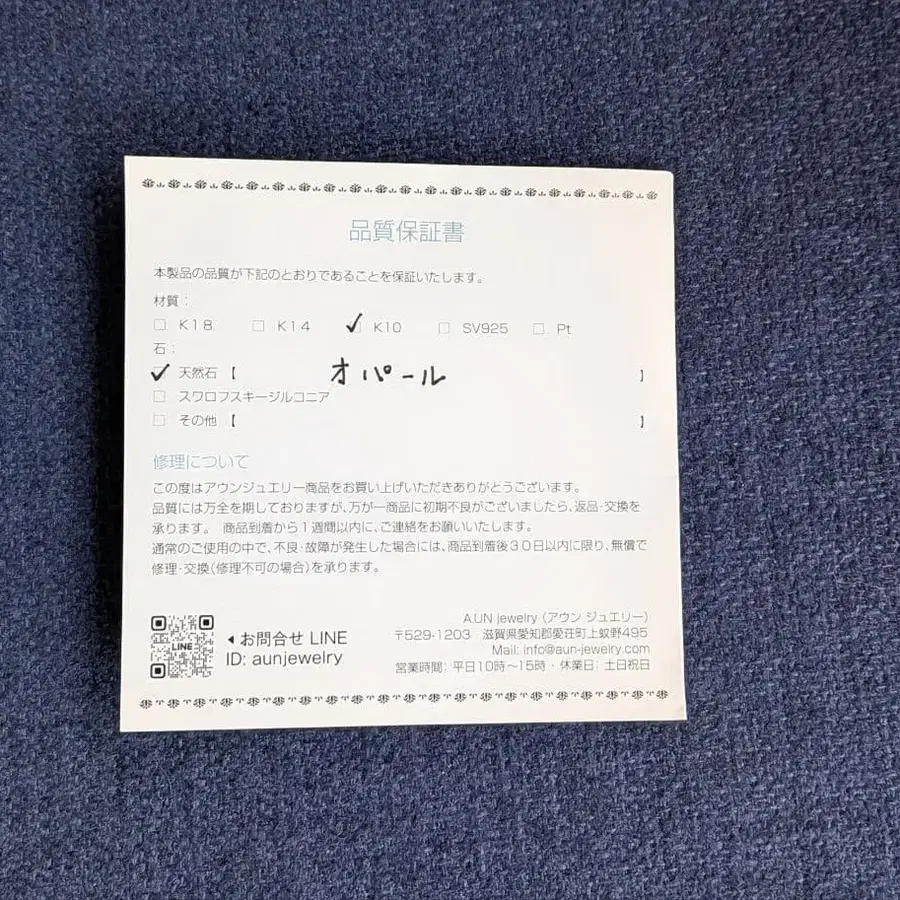 品質保証書
本製品の品質が下記のとおりであることを保証いたします。
材質：
□ K18 □ K14 ✓ K10 □ SV925 □ Pt
石：
✓ 天然石【 オパール 】
□ スワロフスキージルコニア
□ その他【 】
修理について
この度はアウンジュエリー商品をお買い上げいただきありがとうございます。
品質には万全を期しておりますが、万が一商品に初期不良がございましたら、返品・交換を
承ります。 商品到着から1週間以内に、ご連絡をお願いいたします。
通常のご使用の中で、不良・故障が発生した場合には、商品到着後30日以内に限り、無償で
修理・交換(修理不可の場合)を承ります。
LINE
◀お問合せ LINE
ID: aunjewelry
A.UN jewelry (アウン ジュエリー)
〒529-1203 滋賀県愛知郡愛荘町上蚊野495
Mail: info@aun-jewelry.com
営業時間: 平日10時〜15時・休業日: 土日祝日